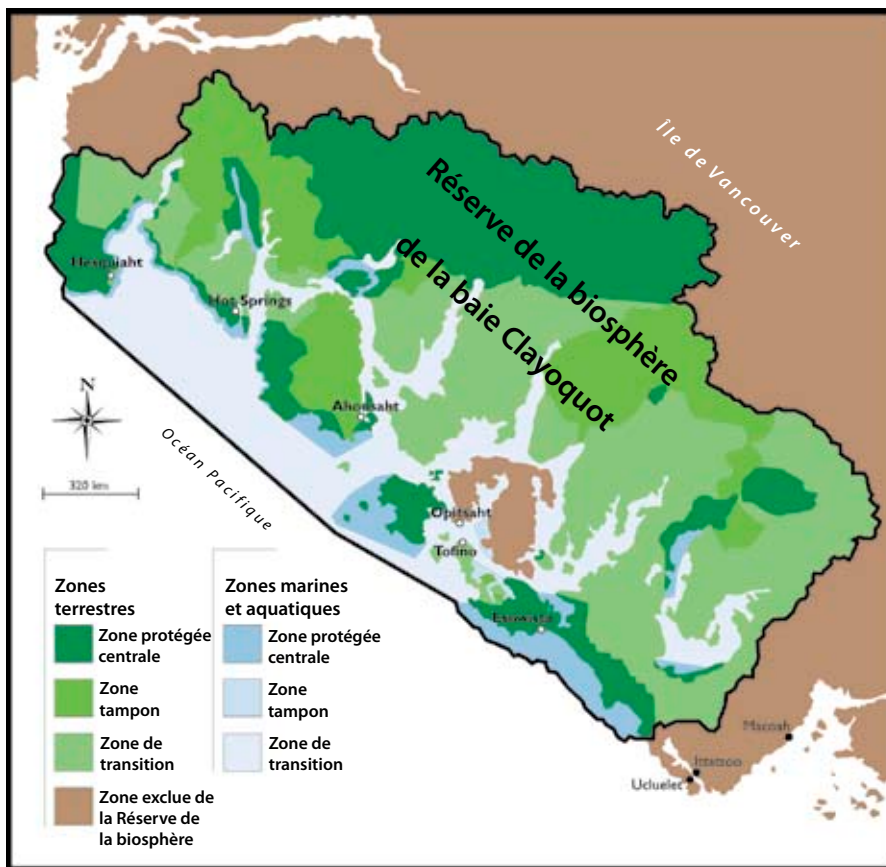 Île de Vancouver
Réserve de la biosphère
de la baie Clayoquot
Hesquiaht
Hot Springs
N
Ahousaht
Océan Pacifique
320 km
Opitsaht
Tofino
Esowista
Macoah
Ittatsoo
Ucluelet
Zones
terrestres
Zone protégée
centrale
Zone
tampon
Zone de
transition
Zone exclue de
la Réserve de
la biosphère
Zones marines
et aquatiques
Zone protégée
centrale
Zone
tampon
Zone de
transition